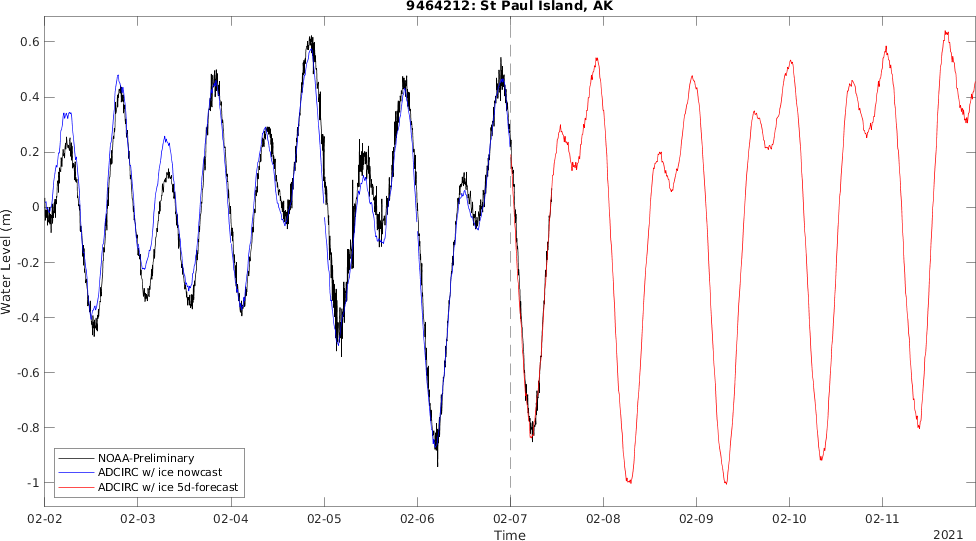 9464212: St Paul Island, AK
Water Level (m)
0.6
0.4
0.2
0
-0.2
-0.4
-0.6
-0.8
-1
NOAA-Preliminary
ADCIRC w/ ice nowcast
ADCIRC w/ ice 5d-forecast
02-02 02-03 02-04 02-05 02-06 02-07 02-08 02-09 02-10 02-11
Time
2021